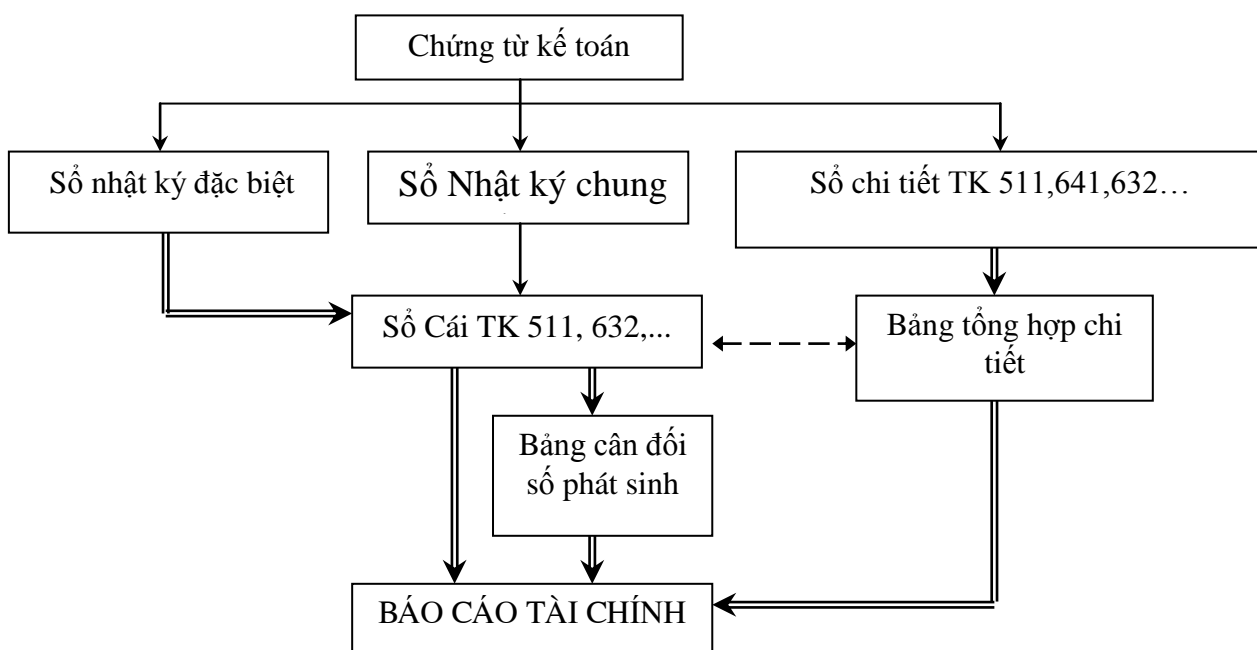 Chứng từ kế toán
Sổ nhật ký đặc biệt
Sổ Nhật ký chung
Sổ chi tiết TK 511,641,632…
Sổ Cái TK 511, 632,...
Bảng tổng hợp chi
tiết
Bảng cân đối
số phát sinh
BÁO CÁO TÀI CHÍNH